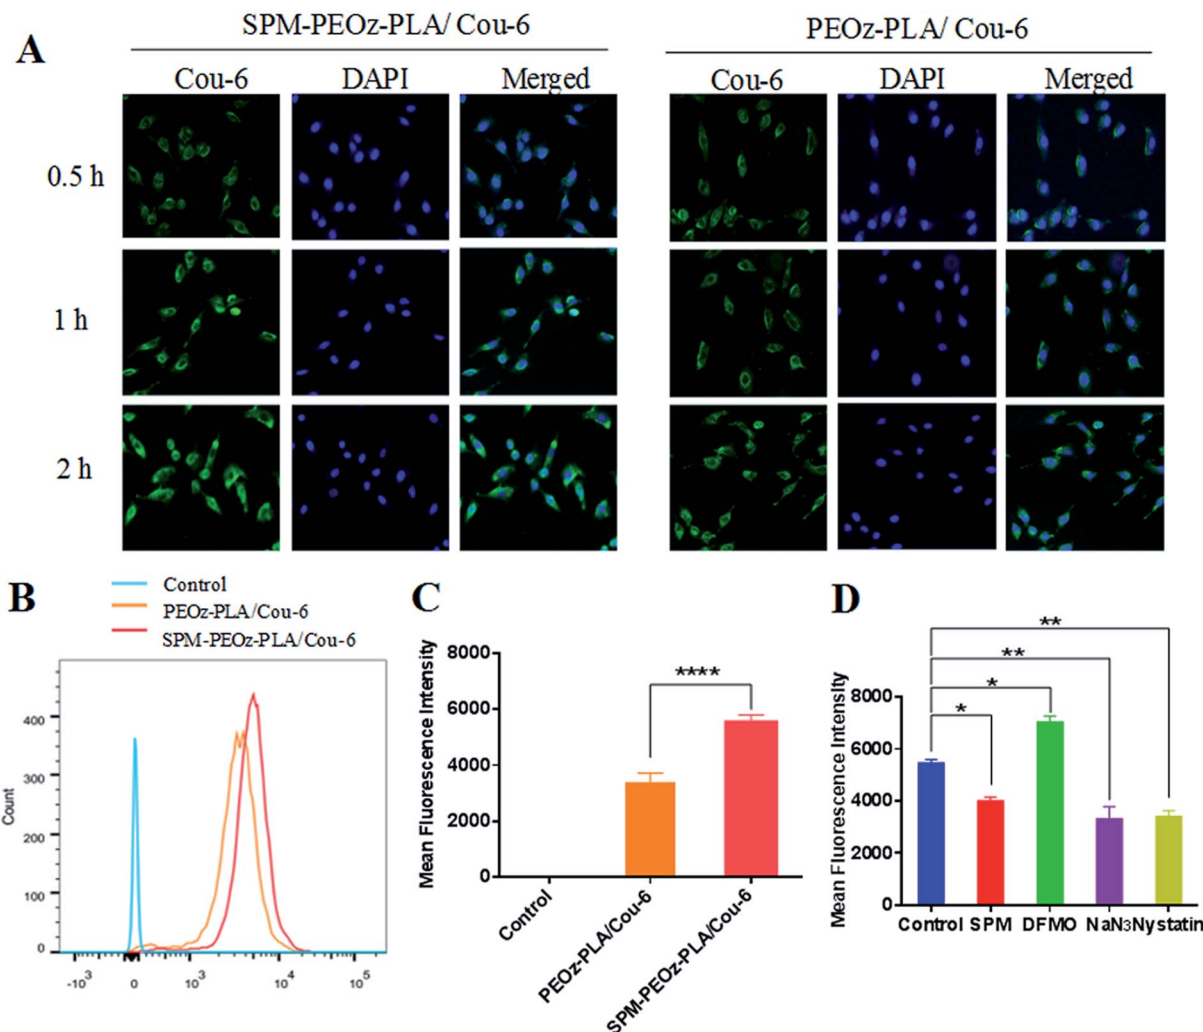 SPM-PEOz-PLA/ Cou-6
PEOz-PLA/ Cou-6
A
Cou-6 DAPI Merged
Cou-6 DAPI Merged
0.5 h
1 h
2 h
B
Control
PEOz-PLA/Cou-6
SPM-PEOz-PLA/Cou-6
Count
400
300
200
100
0
-10³ 0 10³ 10⁴ 10⁵
C
Mean Fluorescence Intensity
8000
6000
4000
2000
0
****
Control
PEOz-PLA/Cou-6
SPM-PEOz-PLA/Cou-6
D
**
**
*
*
Mean Fluorescence Intensity
8000
6000
4000
2000
0
Control SPM DFMO NaN₃Nystatin